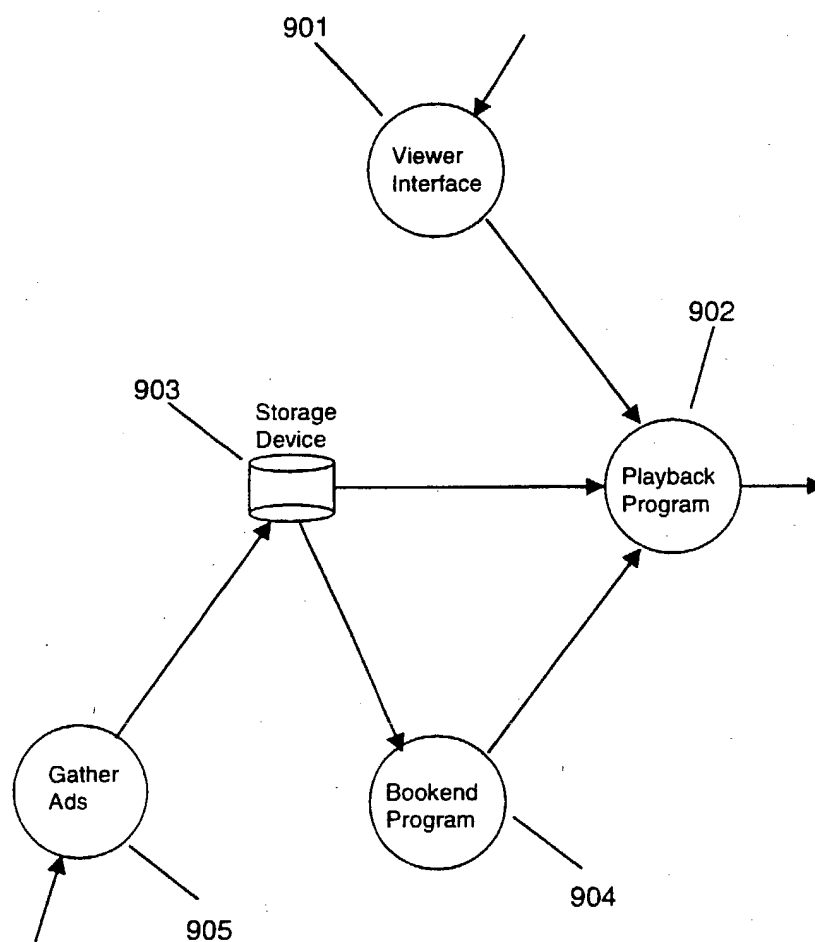 901
Viewer
Interface
902
903
Storage
Device
Playback
Program
Gather
Ads
Bookend
Program
904
905